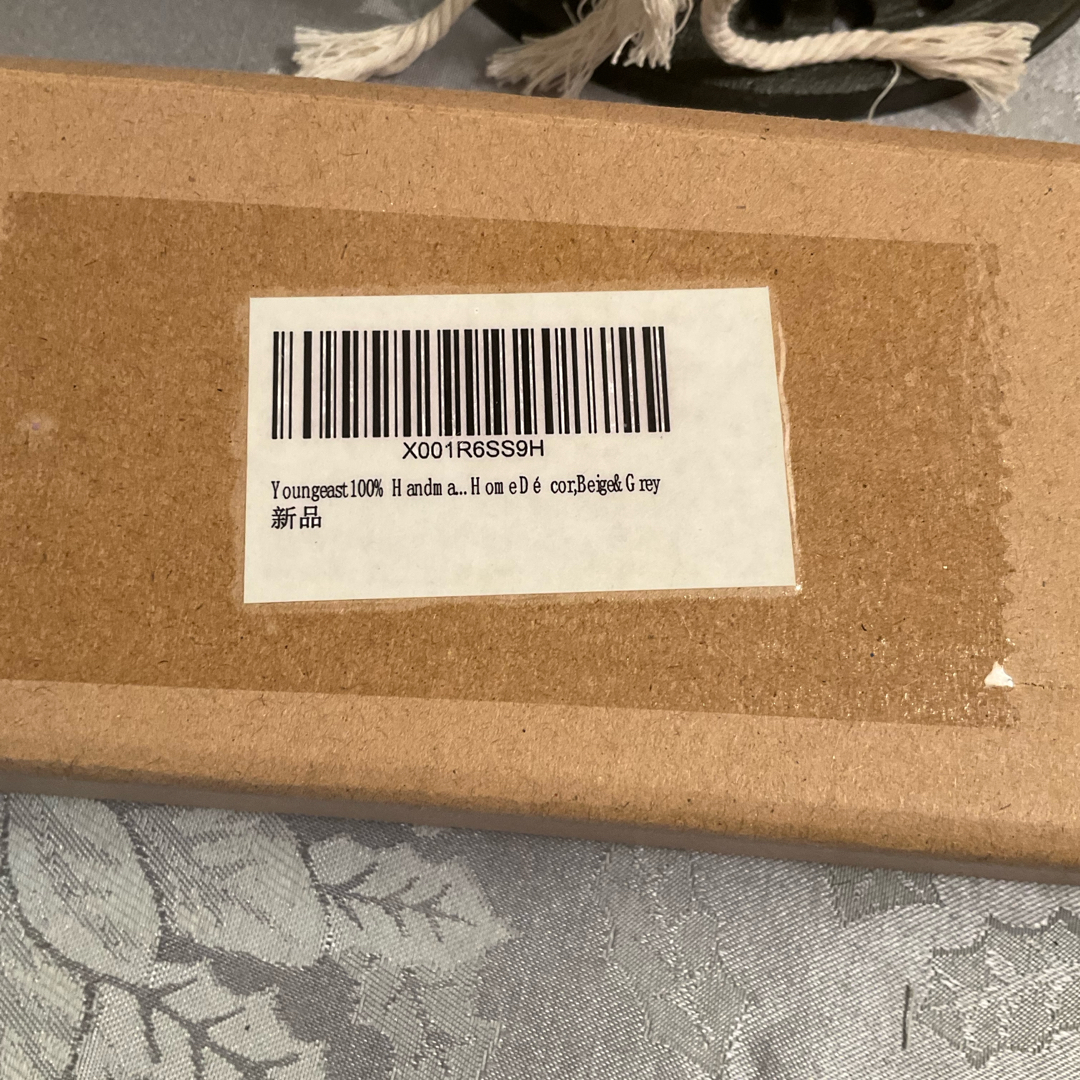 X001R6SS9H
Youngeast100% Handma...HomeDécor,Beige&Grey
新品